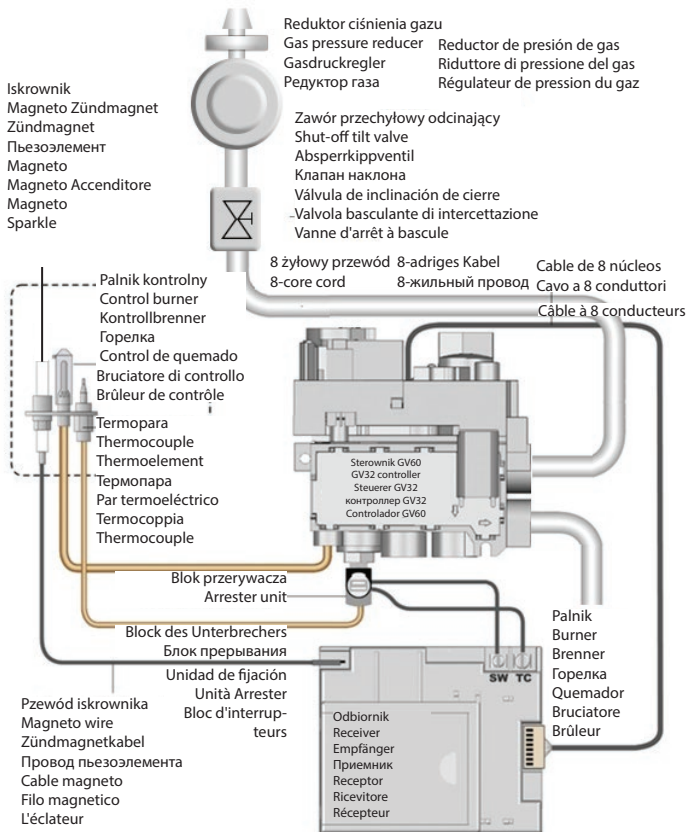 Reduktor ciśnienia gazu
Gas pressure reducer
Gasdruckregler
Редуктор газа
Reductor de presión de gas
Riduttore di pressione del gas
Régulateur de pression du gaz
Iskrownik
Magneto Zündmagnet
Zündmagnet
Пьезоэлемент
Magneto
Magneto Accenditore
Magneto
Sparkle
Zawór przechyłowy odcinający
Shut-off tilt valve
Absperrkippventil
Клапан наклона
Válvula de inclinación de cierre
Valvola basculante di intercettazione
Vanne d'arrêt à bascule
8 żyłowy przewód
8-core cord
8-adriges Kabel
8-жильный провод
Cable de 8 núcleos
Cavo a 8 conduttori
Câble à 8 conducteurs
Palnik kontrolny
Control burner
Kontrollbrenner
Горелка
Control de quemado
Bruciatore di controllo
Brûleur de contrôle
Termopara
Thermocouple
Thermoelement
Термопара
Par termoeléctrico
Termocoppia
Thermocouple
Sterownik GV60
GV32 controller
Steuerer GV32
контроллер GV32
Controlador GV60
Blok przerywacza
Arrester unit
Block des Unterbrechers
Блок прерывания
Unidad de fijación
Unità Arrester
Bloc d'interrup-
teurs
SW TC
Palnik
Burner
Brenner
Горелка
Quemador
Bruciatore
Brûleur
Pzewód iskrownika
Magneto wire
Zündmagnetkabel
Провод пьезоэлемента
Cable magneto
Filo magnetico
L'éclateur
Odbiornik
Receiver
Empfänger
Приемник
Receptor
Ricevitore
Récepteur